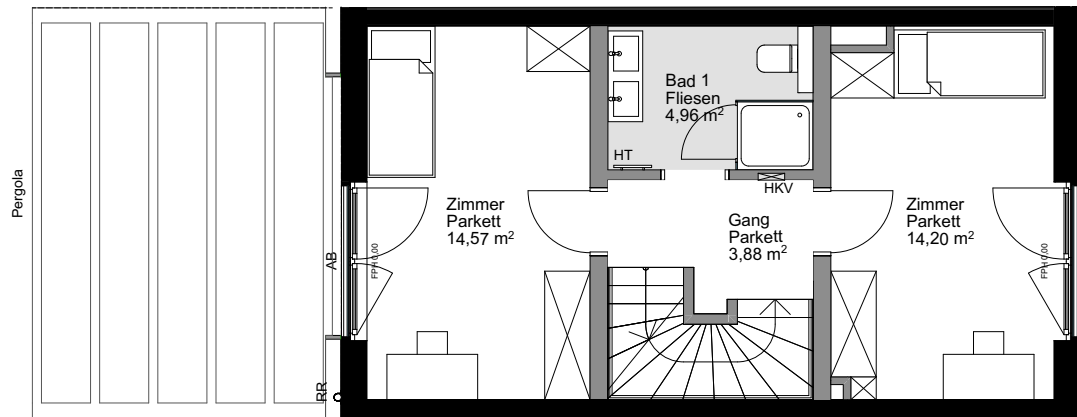 Pergola
AB
RR
FPH 0,00
Zimmer
Parkett
14,57 m²
Bad 1
Fliesen
4,96 m²
HT
HKV
Gang
Parkett
3,88 m²
Zimmer
Parkett
14,20 m²
FPH 0,00